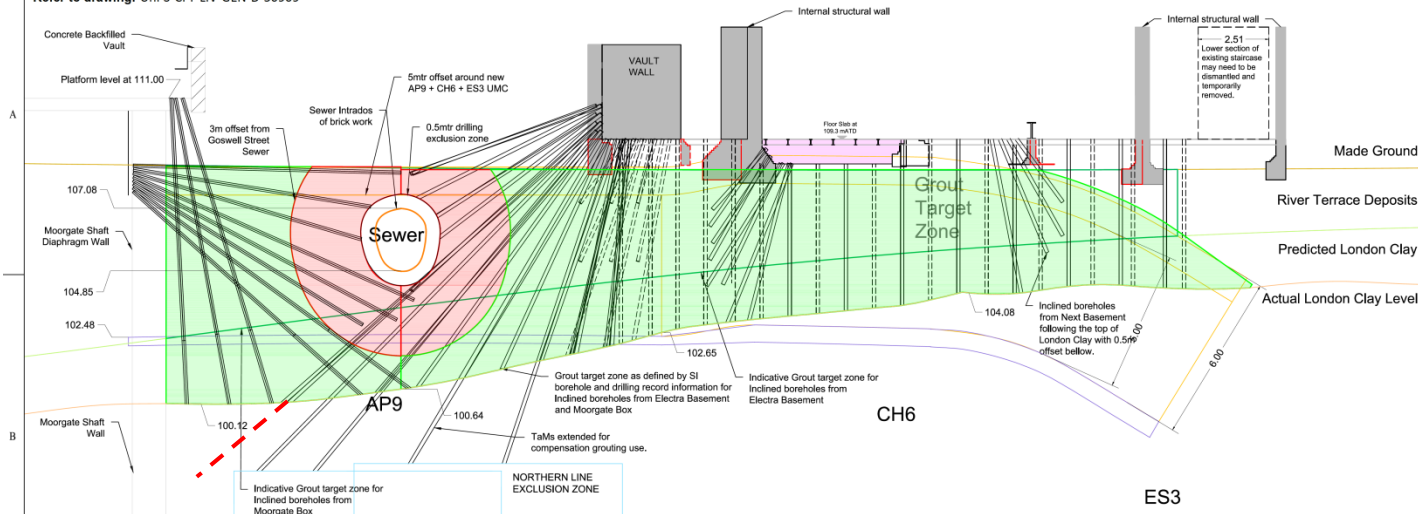 Refer to drawing:
Concrete Backfilled
Vault
Platform level at 111.00
3m offset from
Goswell Street
Sewer
Sewer Intrados
of brick work
5mtr offset around new
AP9 + CH6 + ES3 UMC
0.5mtr drilling
exclusion zone
VAULT
WALL
Internal structural wall
Floor Slab at
109.3 mATD
Internal structural wall
2.51
Lower section of
existing staircase
may need to be
dismantled and
temporarily
removed.
A
Made Ground
River Terrace Deposits
Predicted London Clay
Actual London Clay Level
Grout
Target
Zone
Sewer
107.08
Moorgate Shaft
Diaphragm Wall
104.85
102.48
102.65
104.08
Inclined boreholes
from Next Basement
following the top of
London Clay with 0.5m
offset bellow.
6.00
Grout target zone as defined by SI
borehole and drilling record information for
Inclined boreholes from Electra Basement
and Moorgate Box
Indicative Grout target zone for
Inclined boreholes from
Electra Basement
AP9
CH6
ES3
100.64
100.12
B
Moorgate Shaft
Wall
TaMs extended for
compensation grouting use.
NORTHERN LINE
EXCLUSION ZONE
Indicative Grout target zone for
Inclined boreholes from
Moorgate Box